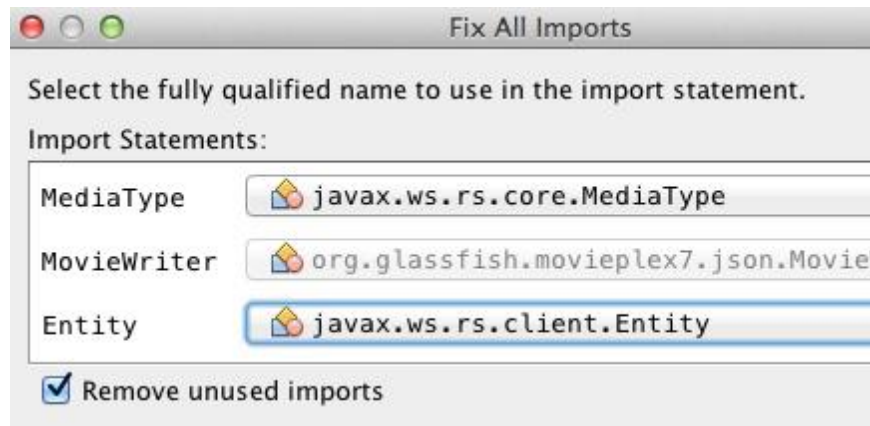 Fix All Imports
Select the fully qualified name to use in the import statement.
Import Statements:
MediaType javax.ws.rs.core.MediaType
MovieWriter org.glassfish.movieplex7.json.Movie
Entity javax.ws.rs.client.Entity
Remove unused imports